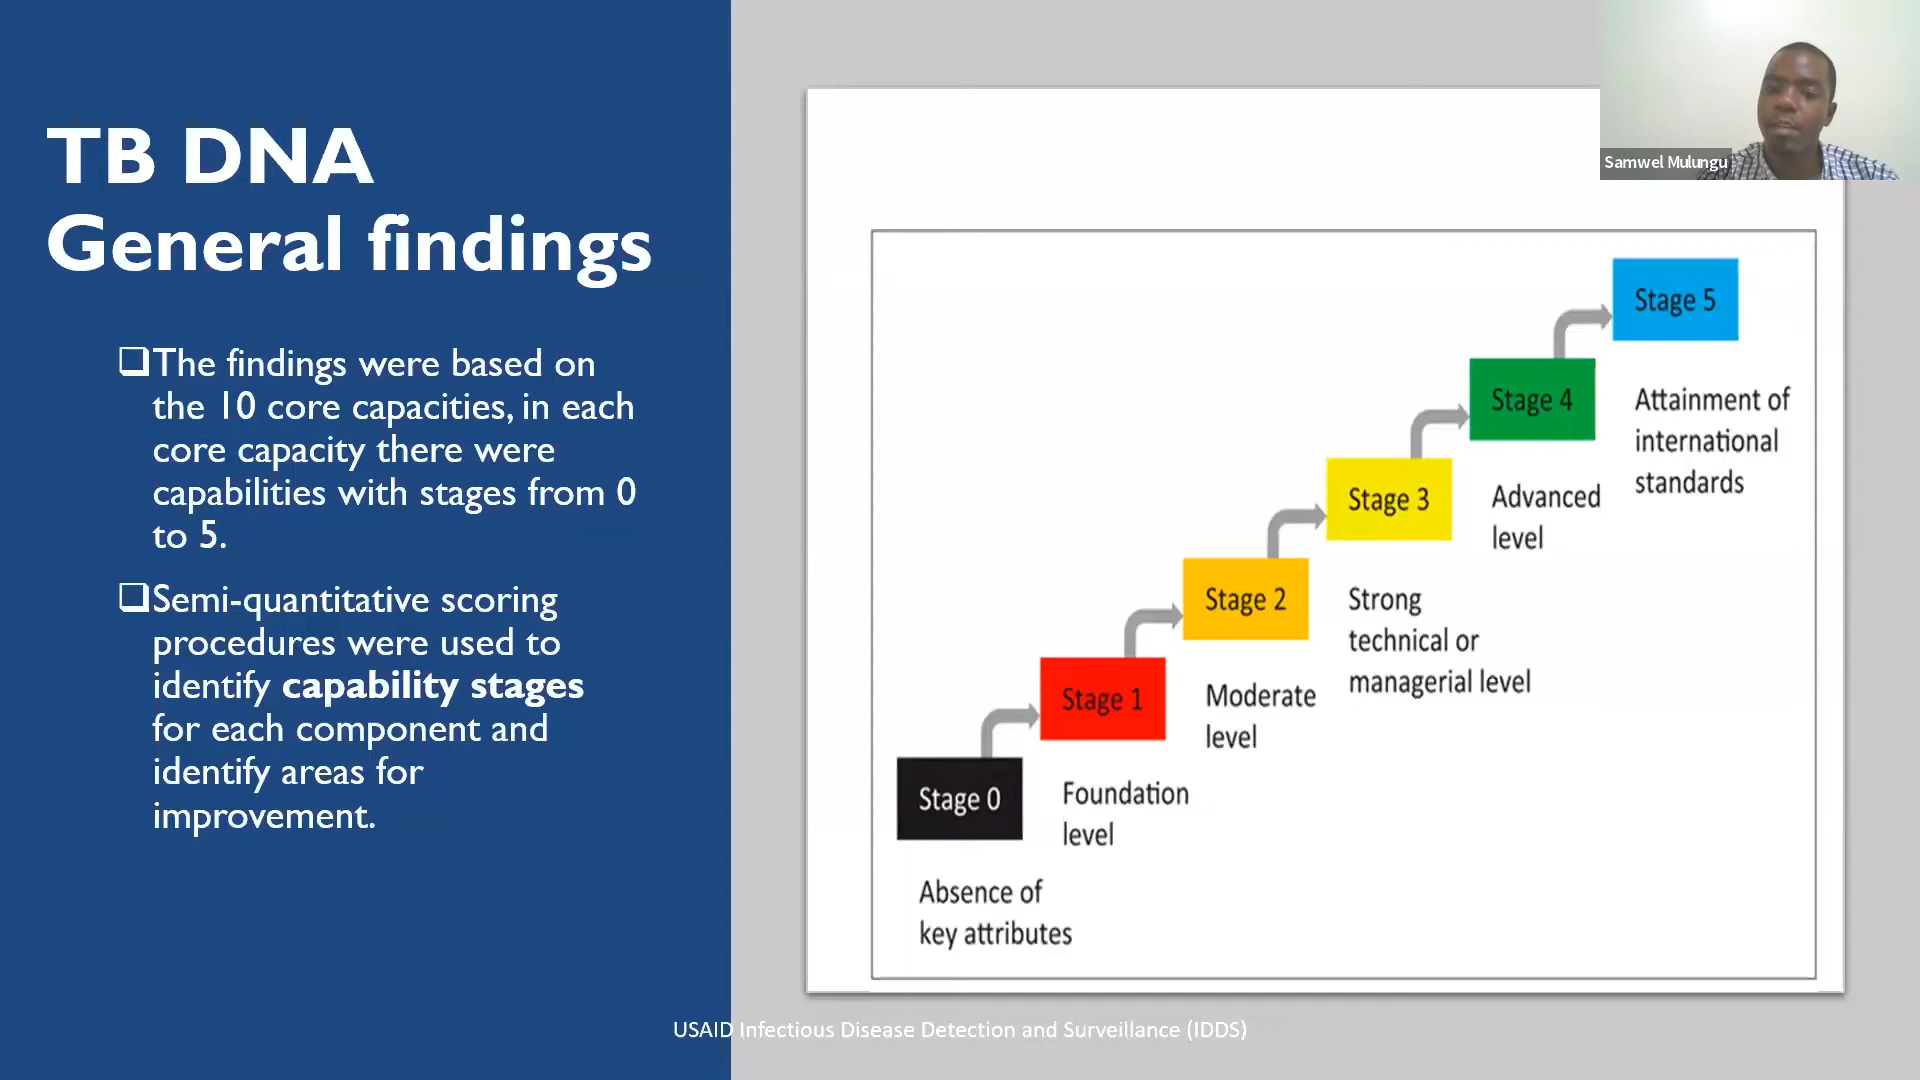 TB DNA
General findings
❑The findings were based on
the 10 core capacities, in each
core capacity there were
capabilities with stages from 0
to 5.
❑Semi-quantitative scoring
procedures were used to
identify capability stages
for each component and
identify areas for
improvement.
Samwel Mulungu
Stage 5
Attainment of
international
standards
Stage 4
Advanced
level
Stage 3
Strong
technical or
managerial level
Stage 2
Moderate
level
Stage 1
Foundation
level
Stage 0
Absence of
key attributes
USAID Infectious Disease Detection and Surveillance (IDDS)